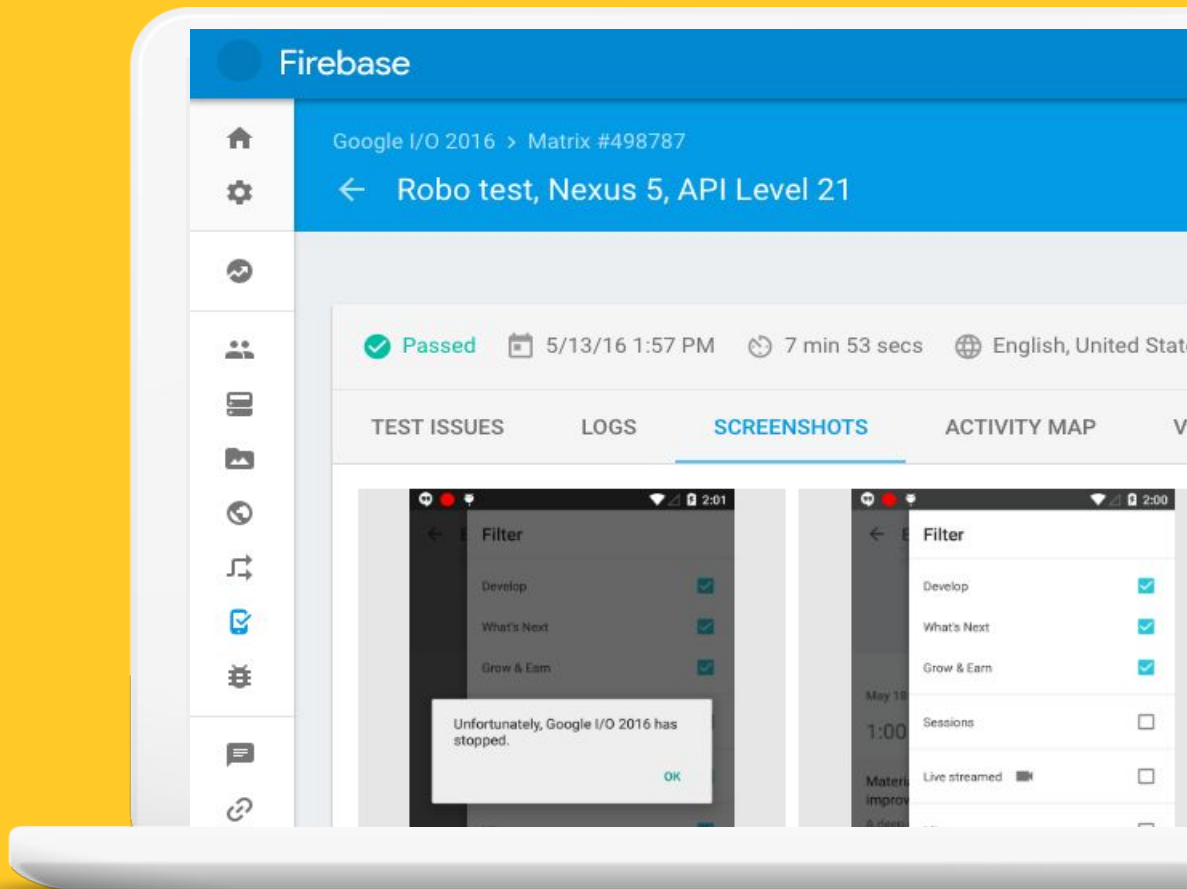 Firebase
Google I/O 2016 > Matrix #498787
Robo test, Nexus 5, API Level 21
Passed 5/13/16 1:57 PM 7 min 53 secs English, United
TEST ISSUES LOGS SCREENSHOTS ACTIVITY MAP
2:01
Filter
Develop
What's Next
Grow & Earn
Unfortunately, Google I/O 2016 has
stopped.
OK
2:00
Filter
Develop
What's Next
Grow & Earn
May 18
Sessions
1:00
Live streamed